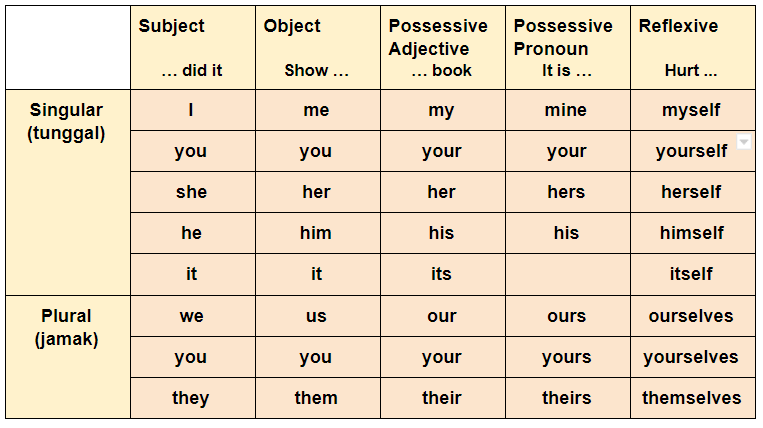 Subject Object Possessive Adjective Possessive Pronoun Reflexive
… did it Show … … book It is … Hurt ...
Singular (tunggal) I me my mine myself
you you your your yourself
she her her hers herself
he him his his himself
it it its itself
Plural (jamak) we us our ours ourselves
you you your yours yourselves
they them their theirs themselves